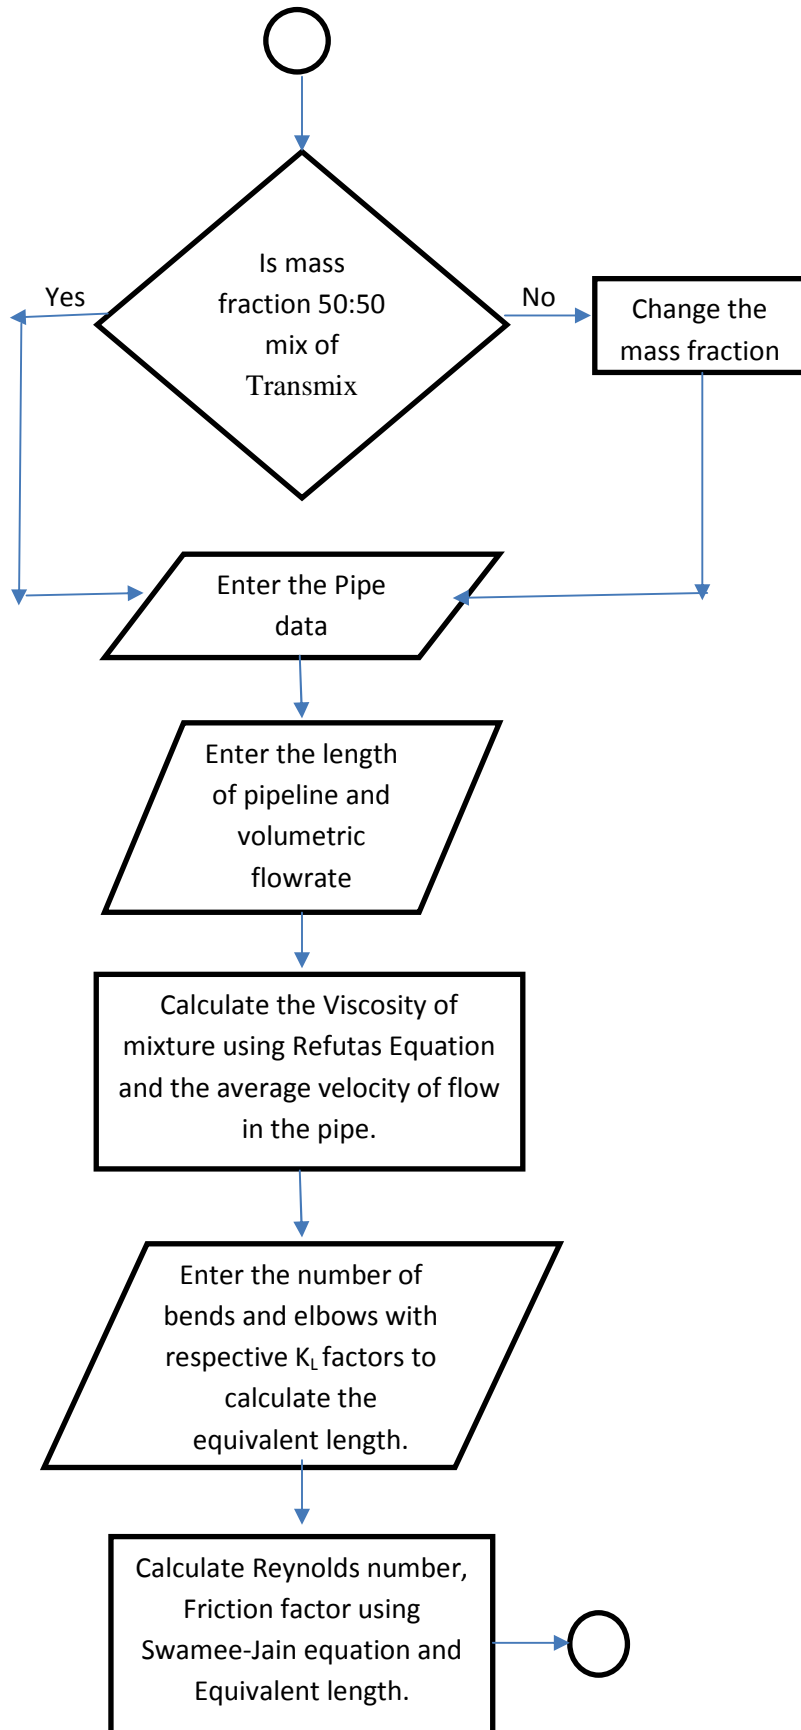 Is mass
fraction 50:50
mix of
Transmix
Yes
No
Change the
mass fraction
Enter the Pipe
data
Enter the length
of pipeline and
volumetric
flowrate
Calculate the Viscosity of
mixture using Refutas Equation
and the average velocity of flow
in the pipe.
Enter the number of
bends and elbows with
respective KL factors to
calculate the
equivalent length.
Calculate Reynolds number,
Friction factor using
Swamee-Jain equation and
Equivalent length.